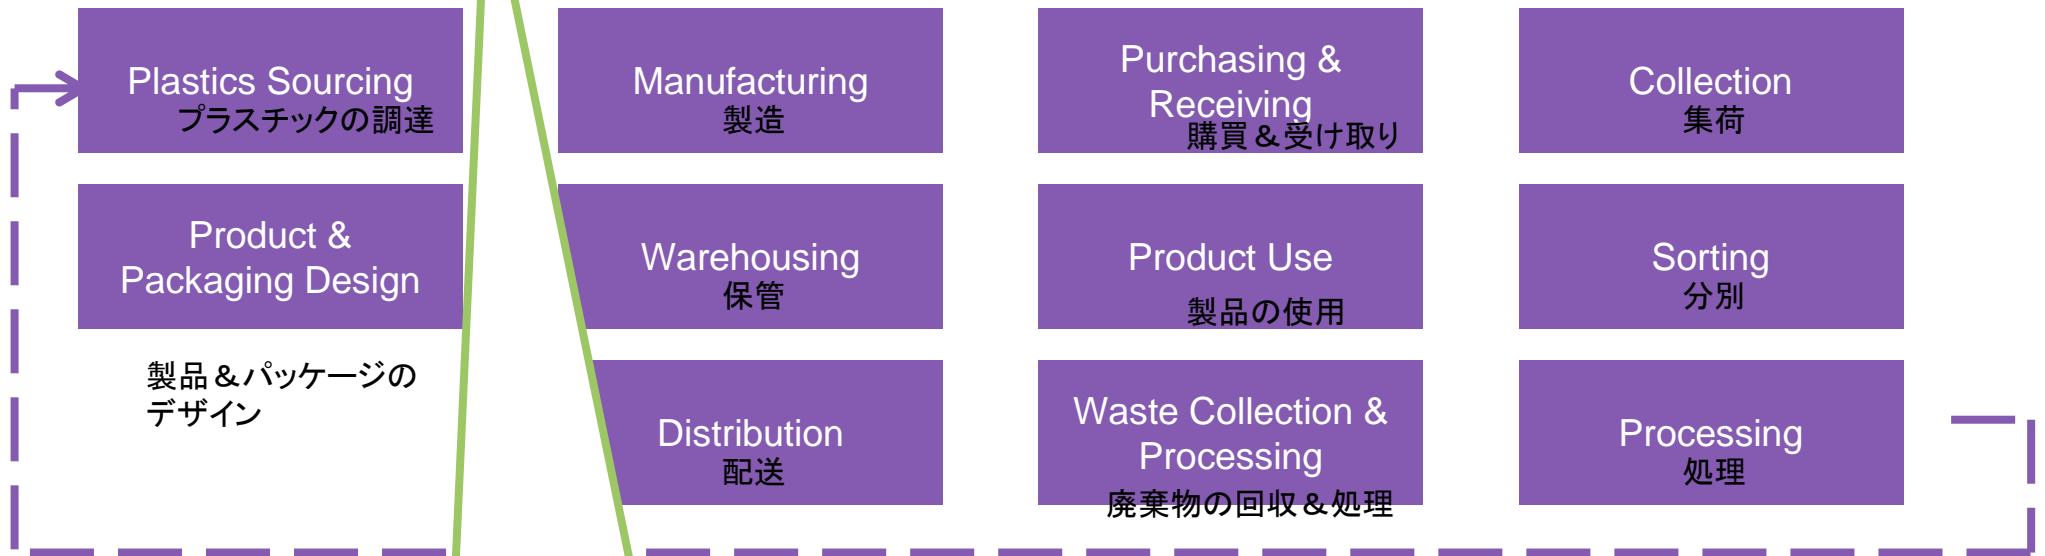 Plastics Sourcing
プラスチックの調達
Product &
Packaging Design
製品＆パッケージの
デザイン
Manufacturing
製造
Warehousing
保管
Distribution
配送
Purchasing &
Receiving
購買＆受け取り
Product Use
製品の使用
Waste Collection &
Processing
廃棄物の回収＆処理
Collection
集荷
Sorting
分別
Processing
処理